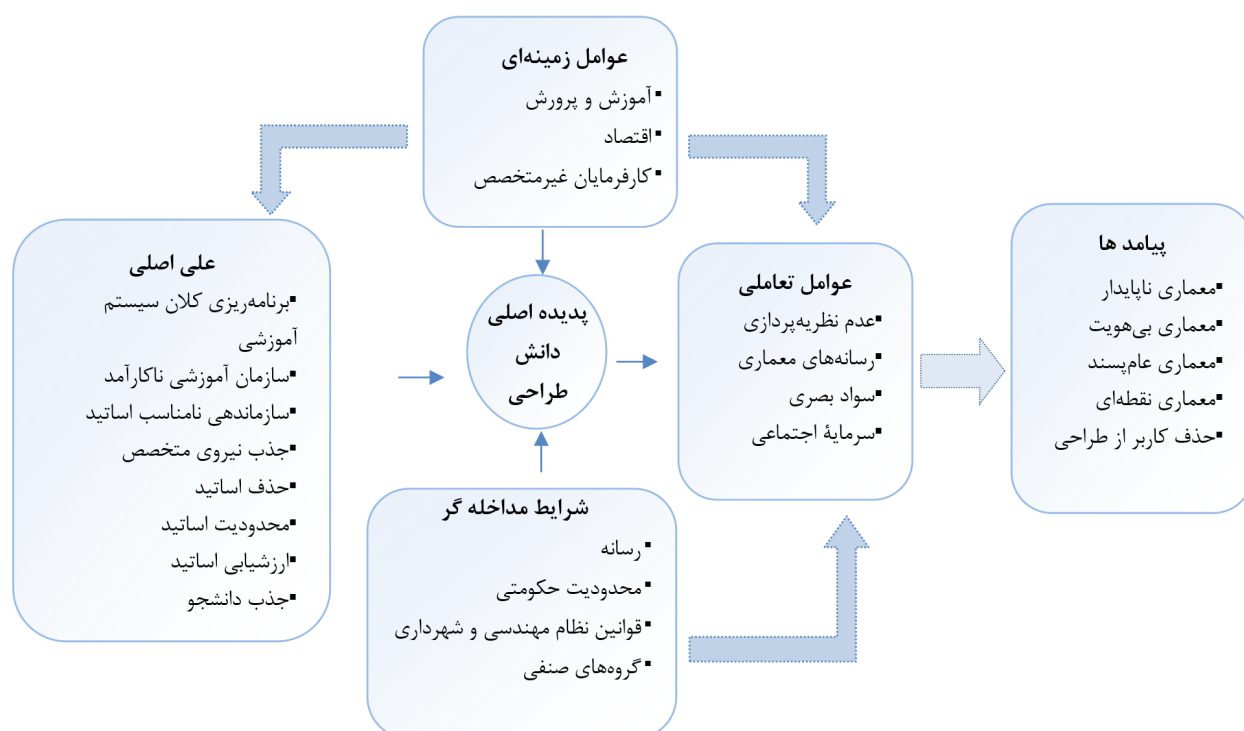 عوامل زمینه‌ای
▪آموزش و پرورش
▪اقتصاد
▪کارفرمایان غیرمتخصص
علی اصلی
▪برنامه‌ریزی کلان سیستم
آموزشی
▪سازمان آموزشی ناکارآمد
▪سازماندهی نامناسب اساتید
▪جذب نیروی متخصص
▪حذف اساتید
▪محدودیت اساتید
▪ارزشیابی اساتید
▪جذب دانشجو
پدیده اصلی
دانش
طراحی
عوامل تعاملی
▪عدم نظریه‌پردازی
▪رسانه‌های معماری
▪سواد بصری
▪سرمایۀ اجتماعی
پیامد ها
▪معماری ناپایدار
▪معماری بی‌هویت
▪معماری عام‌پسند
▪معماری نقطه‌ای
▪حذف کاربر از طراحی
شرایط مداخله گر
▪رسانه
▪محدودیت حکومتی
▪قوانین نظام مهندسی و شهرداری
▪گروه‌های صنفی